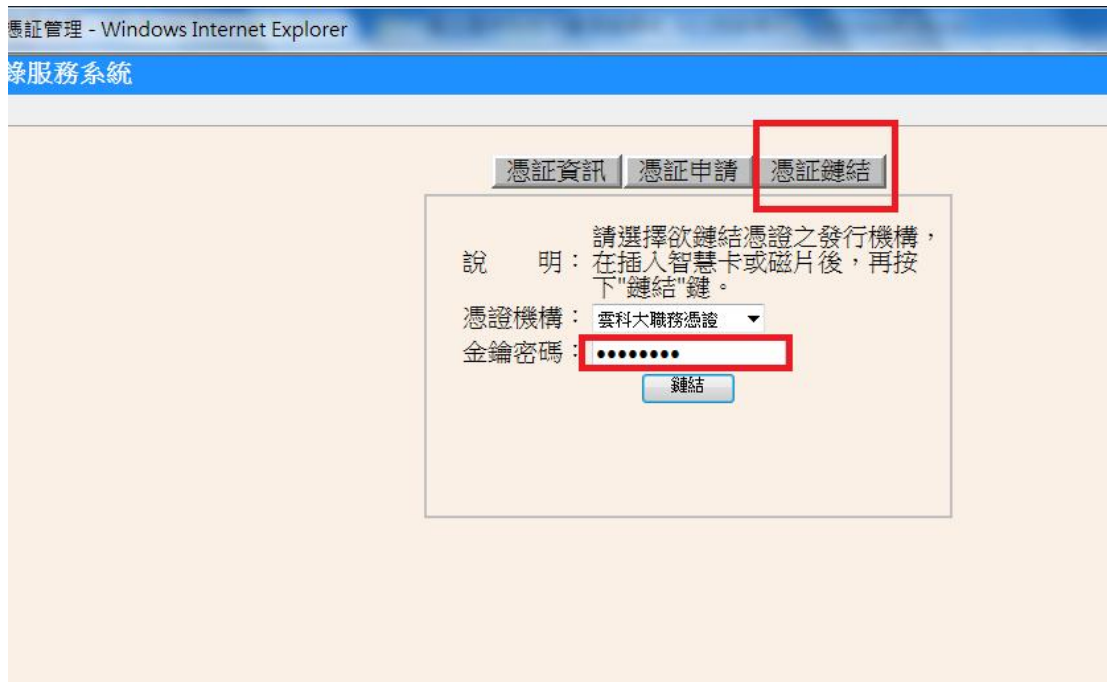 憑証管理 - Windows Internet Explorer
錄服務系統
憑証資訊 憑証申請 憑証鏈結
說 明：請選擇欲鏈結憑證之發行機構，
在插入智慧卡或磁片後，再按
下"鏈結"鍵。
憑證機構：雲科大職務憑證
金鑰密碼：••••••••
鏈結